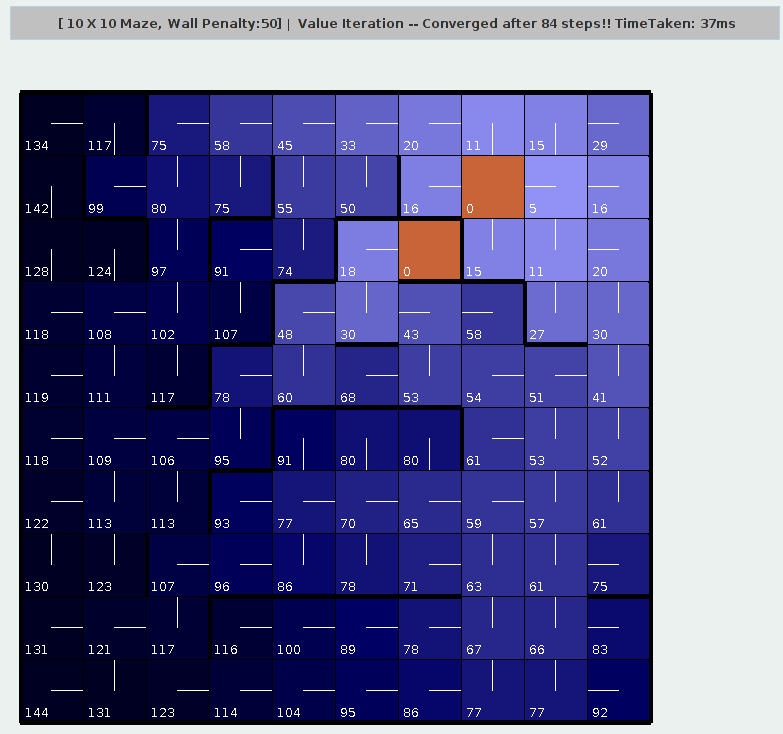 [ 10 X 10 Maze, Wall Penalty:50] | Value Iteration -- Converged after 84 steps!! TimeTaken: 37ms
134 117 75 58 45 33 20 11 15 29
142 99 80 75 55 50 16 0 5 16
128 124 97 91 74 18 0 15 11 20
118 108 102 107 48 30 43 58 27 30
119 111 117 78 60 68 53 54 51 41
118 109 106 95 91 80 80 61 53 52
122 113 113 93 77 70 65 59 57 61
130 123 107 96 86 78 71 63 61 75
131 121 117 116 100 89 78 67 66 83
144 131 123 114 104 95 86 77 77 92